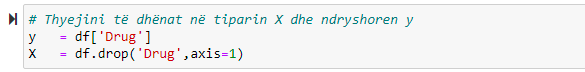 # Thyejini të dhënat në tiparin X dhe ndryshoren y
y   = df['Drug']
X   = df.drop('Drug',axis=1)